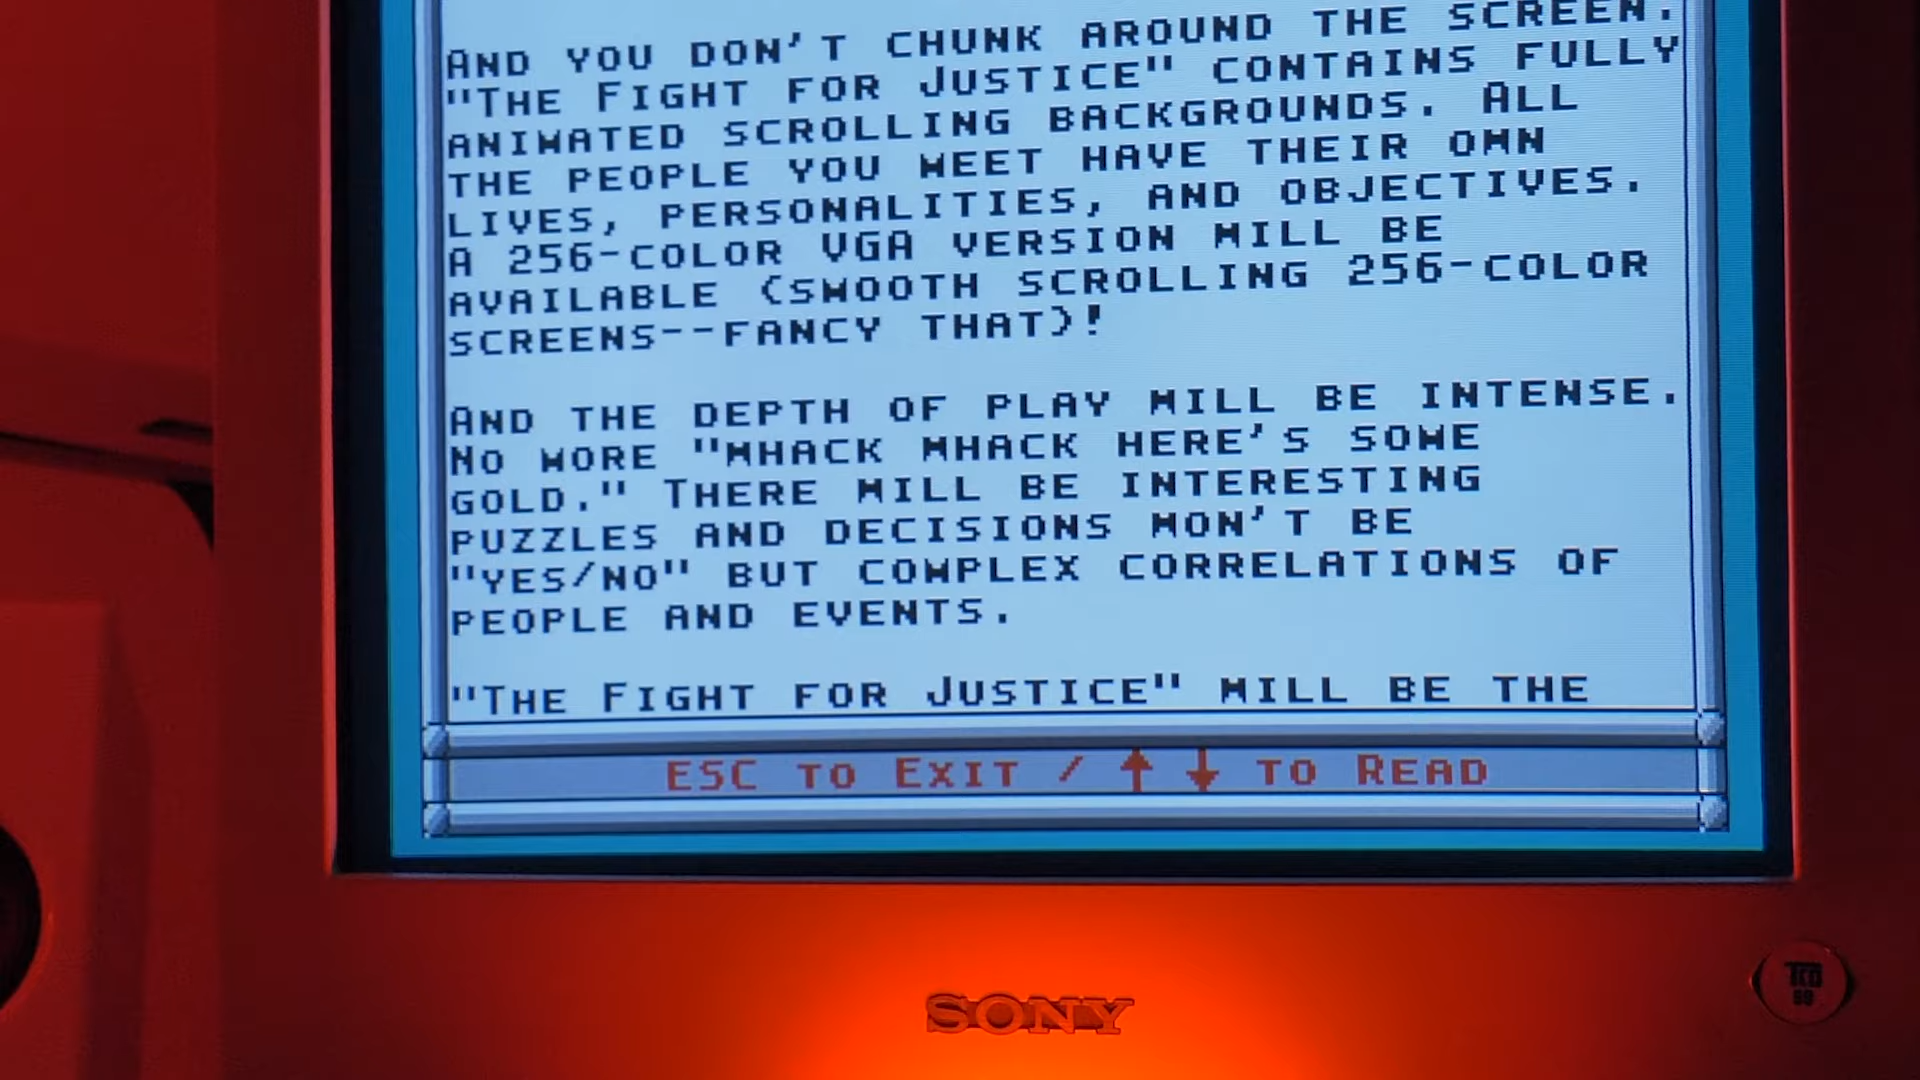 And you don't chunk around the screen.
"The Fight for Justice" contains fully
animated scrolling backgrounds. All
the people you meet have their own
lives, personalities, and objectives.
A 256-color VGA version will be
available (smooth scrolling 256-color
screens--fancy that)!
And the depth of play will be intense.
No more "whack whack here's some
gold." There will be interesting
puzzles and decisions won't be
"yes/no" but complex correlations of
people and events.
"The Fight for Justice" will be the
ESC to Exit / ↑ ↓ to Read
SONY
TCO
99